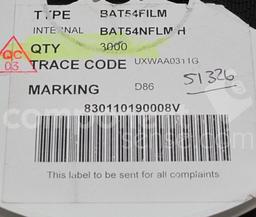 TYPE BAT54FILM
INTERNAL BAT54NFLM H
QTY 3000
QC 03
TRACE CODE UXWAA0311G
51326
MARKING D86
830110190008V
This label to be sent for all complaints